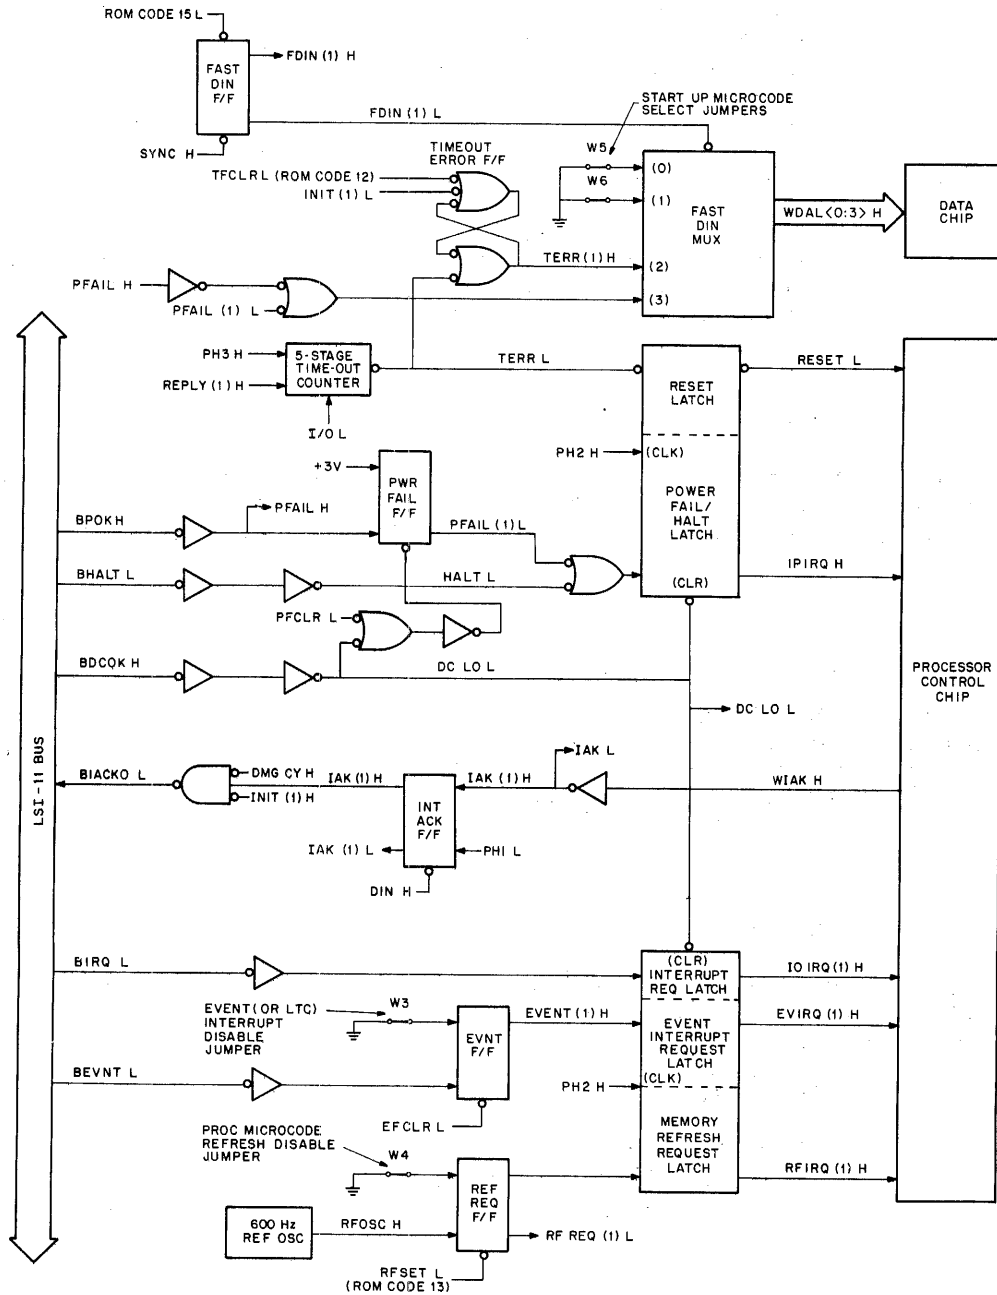 ROM CODE 15 L
FAST
DIN
F/F
FDIN (1) H
FDIN (1) L
SYNC H
START UP MICROCODE
SELECT JUMPERS
TIMEOUT
ERROR F/F
TFCLR L (ROM CODE 12)
INIT (1) L
W5
W6
(0)
(1)
(2)
(3)
FAST
DIN
MUX
WDAL<0:3> H
DATA
CHIP
TERR (1) H
PFAIL H
PFAIL (1) L
PH3 H
REPLY (1) H
5-STAGE
TIME-OUT
COUNTER
I/O L
TERR L
RESET
LATCH
RESET L
PH2 H
(CLK)
POWER
FAIL/
HALT
LATCH
(CLR)
+3V
PWR
FAIL
F/F
BPOK H
PFAIL H
PFAIL (1) L
BHALT L
HALT L
IPIRQ H
PFCLR L
BDCOK H
DC LO L
DC LO L
PROCESSOR
CONTROL
CHIP
LSI-11 BUS
BIACKO L
DMG CY H
IAK (1) H
INIT (1) H
INT
ACK
F/F
IAK (1) H
IAK L
WIAK H
IAK (1) L
PHI L
DIN H
BIRQ L
(CLR)
INTERRUPT
REQ LATCH
IO IRQ (1) H
EVENT (OR LTC)
INTERRUPT
DISABLE
JUMPER
W3
EVNT
F/F
EVENT (1) H
EVENT
INTERRUPT
REQUEST
LATCH
(CLK)
EVIRQ (1) H
BEVNT L
PH2 H
EFCLR L
PROC MICROCODE
REFRESH DISABLE
JUMPER
W4
REF
REQ
F/F
MEMORY
REFRESH
REQUEST
LATCH
RFIRQ (1) H
600 Hz
REF OSC
RFOSC H
RF REQ (1) L
RFSET L
(ROM CODE 13)